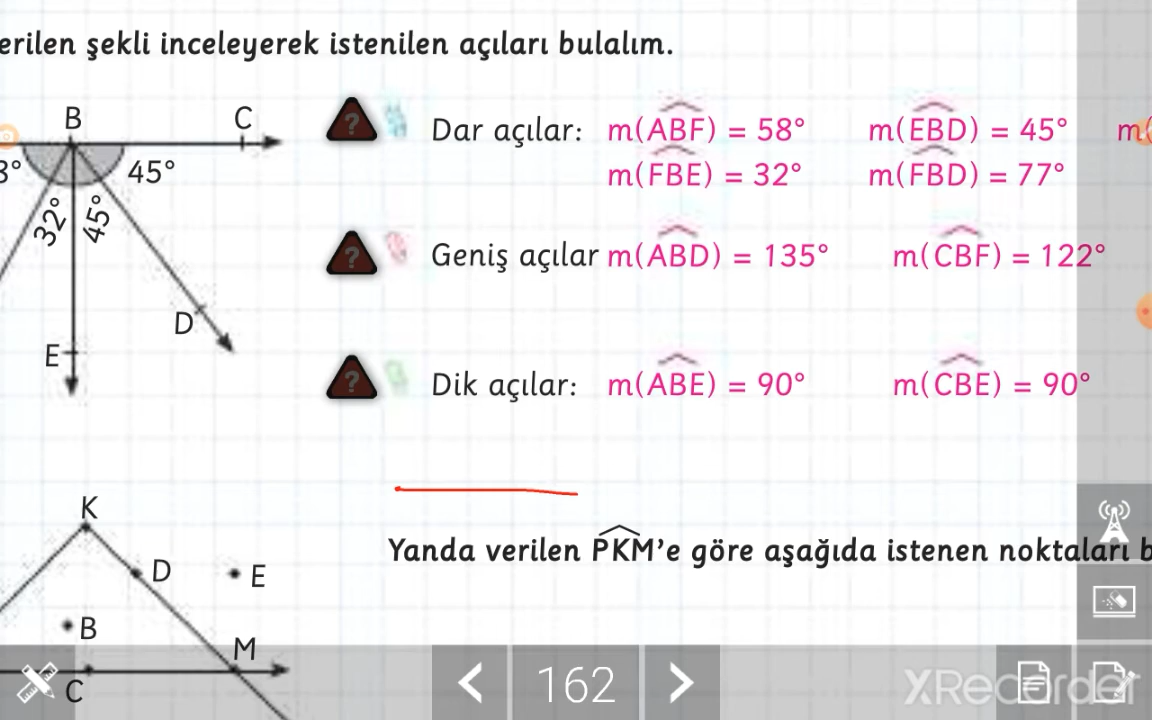 erilen şekli inceleyerek istenilen açıları bulalım.
B
C
Dar açılar: m(ABF) = 58° m(EBD) = 45° m(
8° 45°
m(FBE) = 32° m(FBD) = 77°
32° 45°
Geniş açılar m(ABD) = 135° m(CBF) = 122°
D
E
Dik açılar: m(ABE) = 90° m(CBE) = 90°
K
Yanda verilen PKM'e göre aşağıda istenen noktaları b
D
E
B
M
C
162
XRecorder